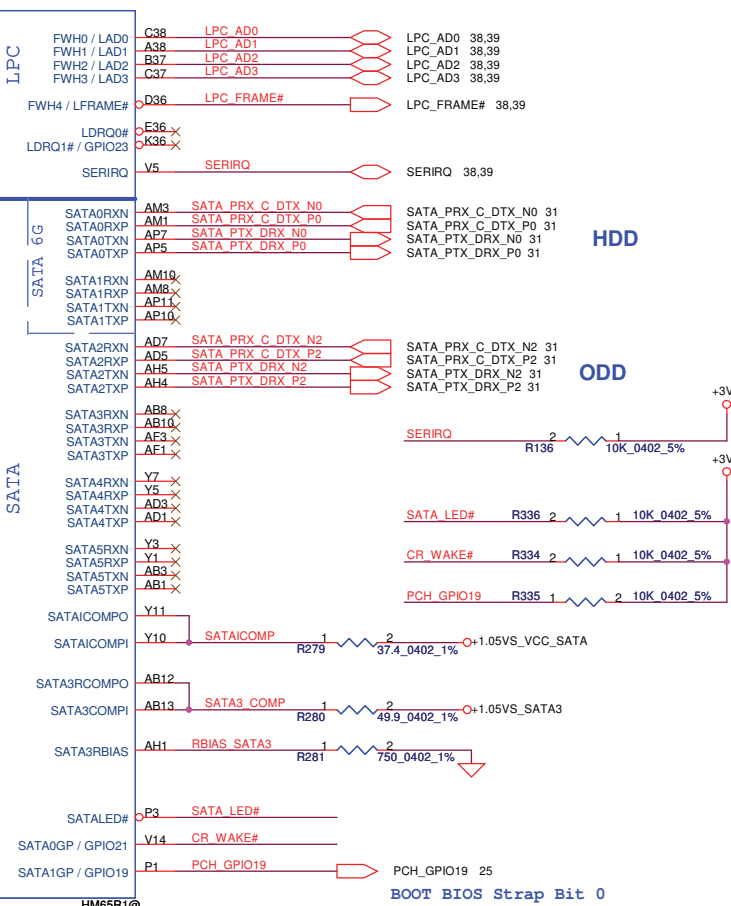 LPC
FWH0 / LAD0 C38 LPC_AD0 LPC_AD0 38,39
FWH1 / LAD1 A38 LPC_AD1 LPC_AD1 38,39
FWH2 / LAD2 B37 LPC_AD2 LPC_AD2 38,39
FWH3 / LAD3 C37 LPC_AD3 LPC_AD3 38,39
FWH4 / LFRAME# D36 LPC_FRAME# LPC_FRAME# 38,39
LDRQ0# E36
LDRQ1# / GPIO23 K36
SERIRQ V5 SERIRQ SERIRQ 38,39
SATA 6G
SATA0RXN AM3 SATA_PRX_C_DTX_N0 SATA_PRX_C_DTX_N0 31
SATA0RXP AM1 SATA_PRX_C_DTX_P0 SATA_PRX_C_DTX_P0 31
SATA0TXN AP7 SATA_PTX_DRX_N0 SATA_PTX_DRX_N0 31
SATA0TXP AP5 SATA_PTX_DRX_P0 SATA_PTX_DRX_P0 31
HDD
SATA1RXN AM10
SATA1RXP AM8
SATA1TXN AP11
SATA1TXP AP10
SATA2RXN AD7 SATA_PRX_C_DTX_N2 SATA_PRX_C_DTX_N2 31
SATA2RXP AD5 SATA_PRX_C_DTX_P2 SATA_PRX_C_DTX_P2 31
SATA2TXN AH5 SATA_PTX_DRX_N2 SATA_PTX_DRX_N2 31
SATA2TXP AH4 SATA_PTX_DRX_P2 SATA_PTX_DRX_P2 31
ODD
SATA
SATA3RXN AB8
SATA3RXP AB10
SATA3TXN AF3
SATA3TXP AF1
+3V
SERIRQ 2 1
R136 10K_0402_5%
+3V
SATA4RXN Y7
SATA4RXP Y5
SATA4TXN AD3
SATA4TXP AD1
SATA_LED# R336 2 1 10K_0402_5%
CR_WAKE# R334 2 1 10K_0402_5%
PCH_GPIO19 R335 1 2 10K_0402_5%
SATA5RXN Y3
SATA5RXP Y1
SATA5TXN AB3
SATA5TXP AB1
SATAICOMPO Y11
SATAICOMPI Y10 SATAICOMP 1 2 +1.05VS_VCC_SATA
R279 37.4_0402_1%
SATA3RCOMPO AB12
SATA3COMPI AB13 SATA3_COMP 1 2 +1.05VS_SATA3
R280 49.9_0402_1%
SATA3RBIAS AH1 RBIAS_SATA3 1 2
R281 750_0402_1%
SATALED# P3 SATA_LED#
SATA0GP / GPIO21 V14 CR_WAKE#
SATA1GP / GPIO19 P1 PCH_GPIO19 PCH_GPIO19 25
BOOT BIOS Strap Bit 0
HM65R1@